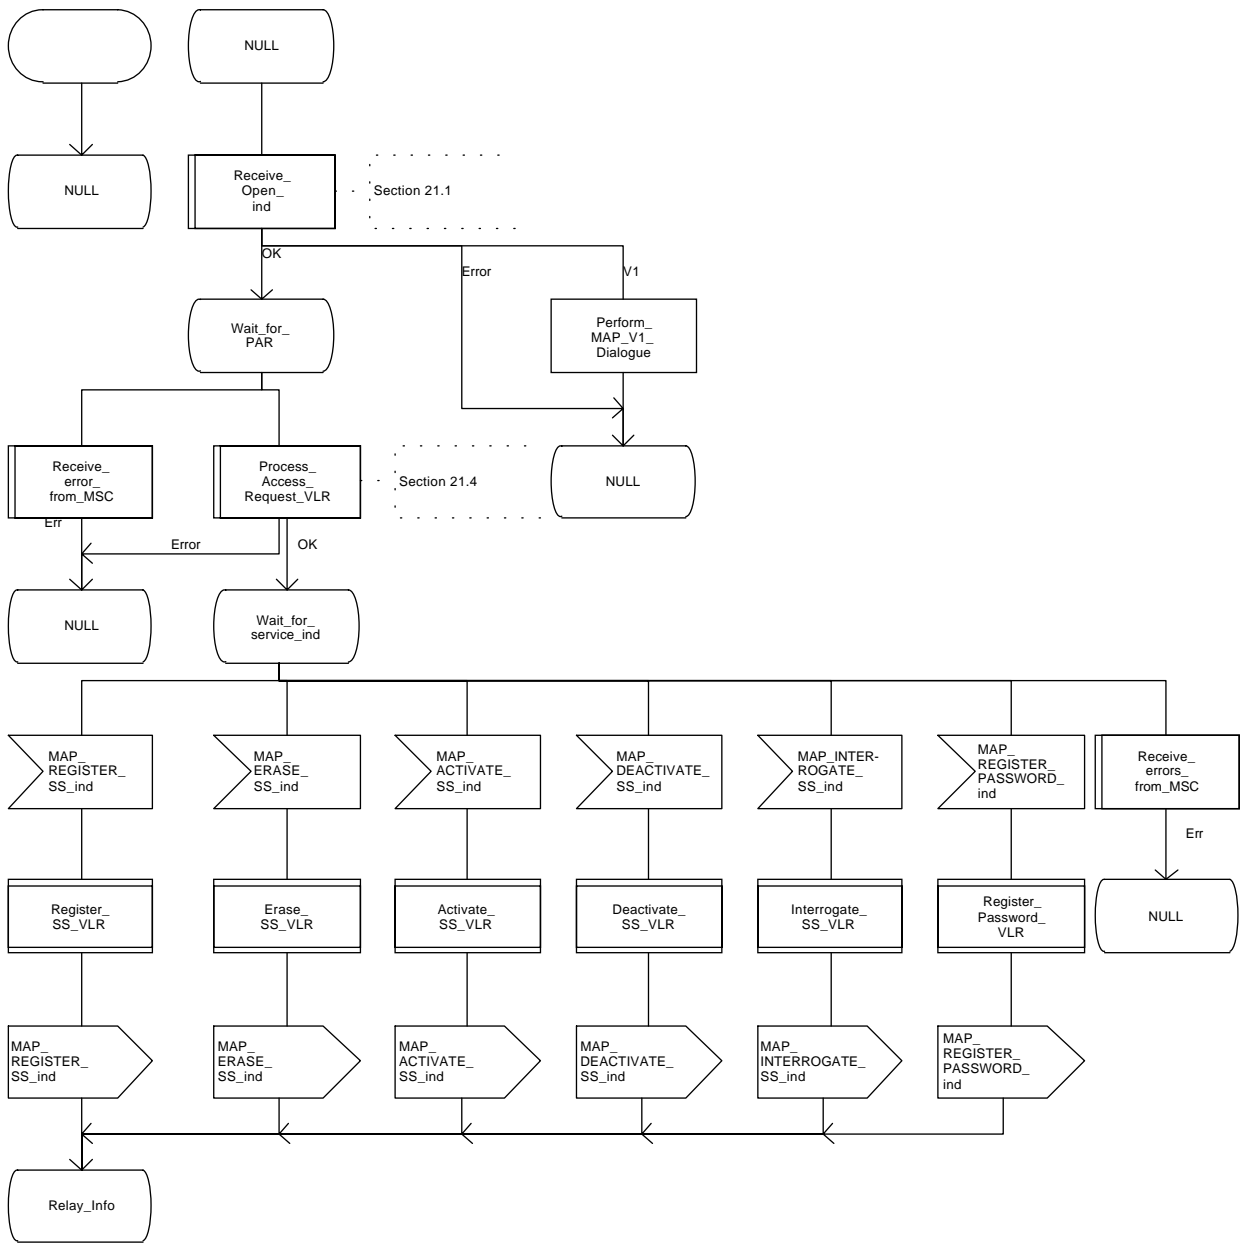 NULL
NULL
Receive_
Open_
ind
Section 21.1
OK
Error
V1
Wait_for_
PAR
Perform_
MAP_V1_
Dialogue
Receive_
error_
from_MSC
Process_
Access_
Request_VLR
Section 21.4
NULL
Err
Error
OK
NULL
Wait_for_
service_ind
MAP_
REGISTER_
SS_ind
MAP_
ERASE_
SS_ind
MAP_
ACTIVATE_
SS_ind
MAP_
DEACTIVATE_
SS_ind
MAP_INTER-
ROGATE_
SS_ind
MAP_
REGISTER_
PASSWORD_
ind
Receive_
errors_
from_MSC
Err
Register_
SS_VLR
Erase_
SS_VLR
Activate_
SS_VLR
Deactivate_
SS_VLR
Interrogate_
SS_VLR
Register_
Password_
VLR
NULL
MAP_
REGISTER_
SS_ind
MAP_
ERASE_
SS_ind
MAP_
ACTIVATE_
SS_ind
MAP_
DEACTIVATE_
SS_ind
MAP_
INTERROGATE_
SS_ind
MAP_
REGISTER_
PASSWORD_
ind
Relay_Info